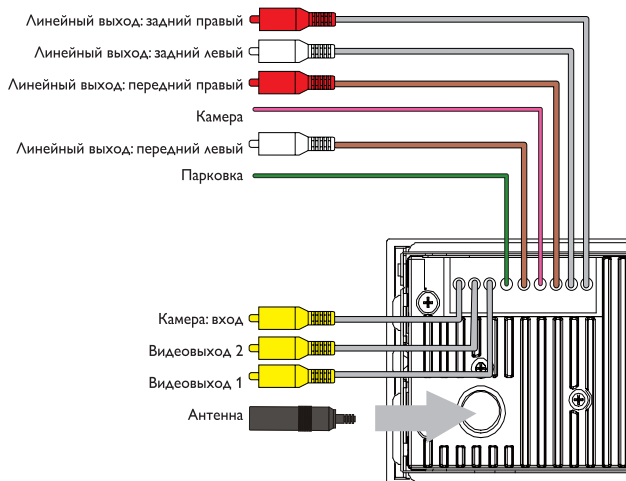 Линейный выход: задний правый
Линейный выход: задний левый
Линейный выход: передний правый
Камера
Линейный выход: передний левый
Парковка
Камера: вход
Видеовыход 2
Видеовыход 1
Антенна